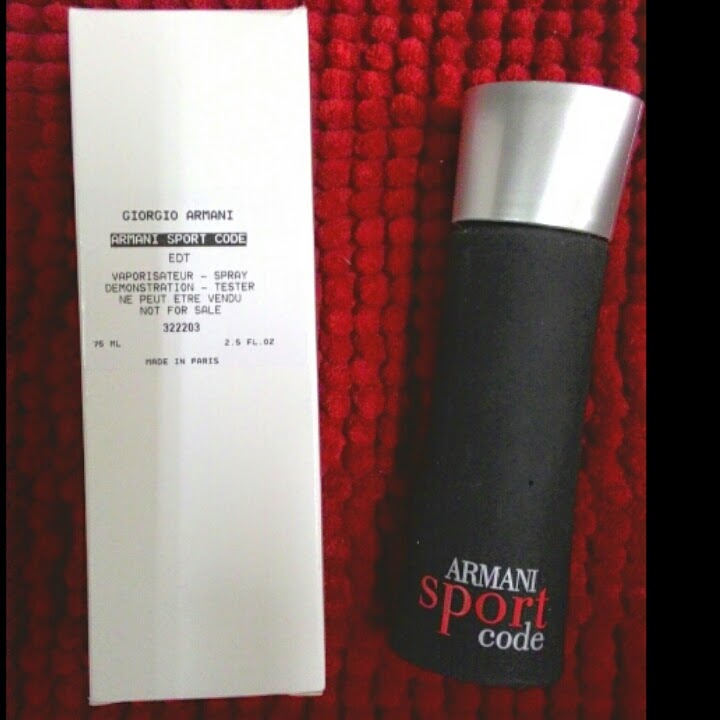 GIORGIO ARMANI
ARMANI SPORT CODE
EDT
VAPORISATEUR - SPRAY
DEMONSTRATION - TESTER
NE PEUT ETRE VENDU
NOT FOR SALE
322203
75 ML 2.5 FL.OZ
MADE IN PARIS
ARMANI
sport
code